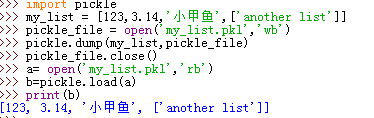 >>> import pickle
>>> my_list = [123,3.14,'小甲鱼',['another list']]
>>> pickle_file = open('my_list.pkl','wb')
>>> pickle.dump(my_list,pickle_file)
>>> pickle_file.close()
>>> a= open('my_list.pkl','rb')
>>> b=pickle.load(a)
>>> print(b)
[123, 3.14, '小甲鱼', ['another list']]